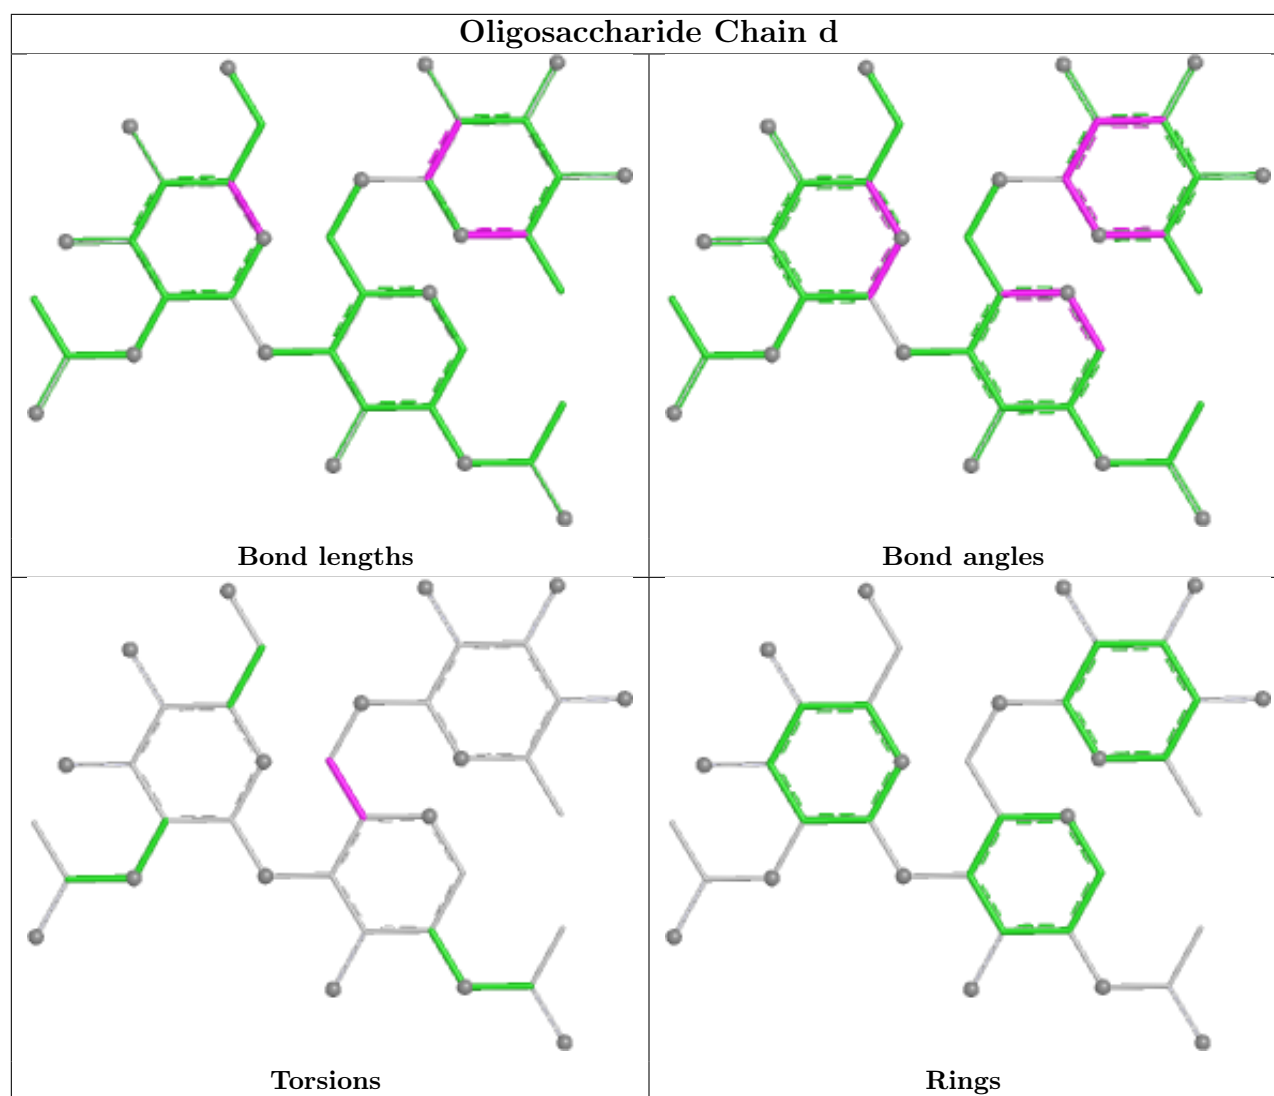 Oligosaccharide Chain d
Bond lengths
Bond angles
Torsions
Rings